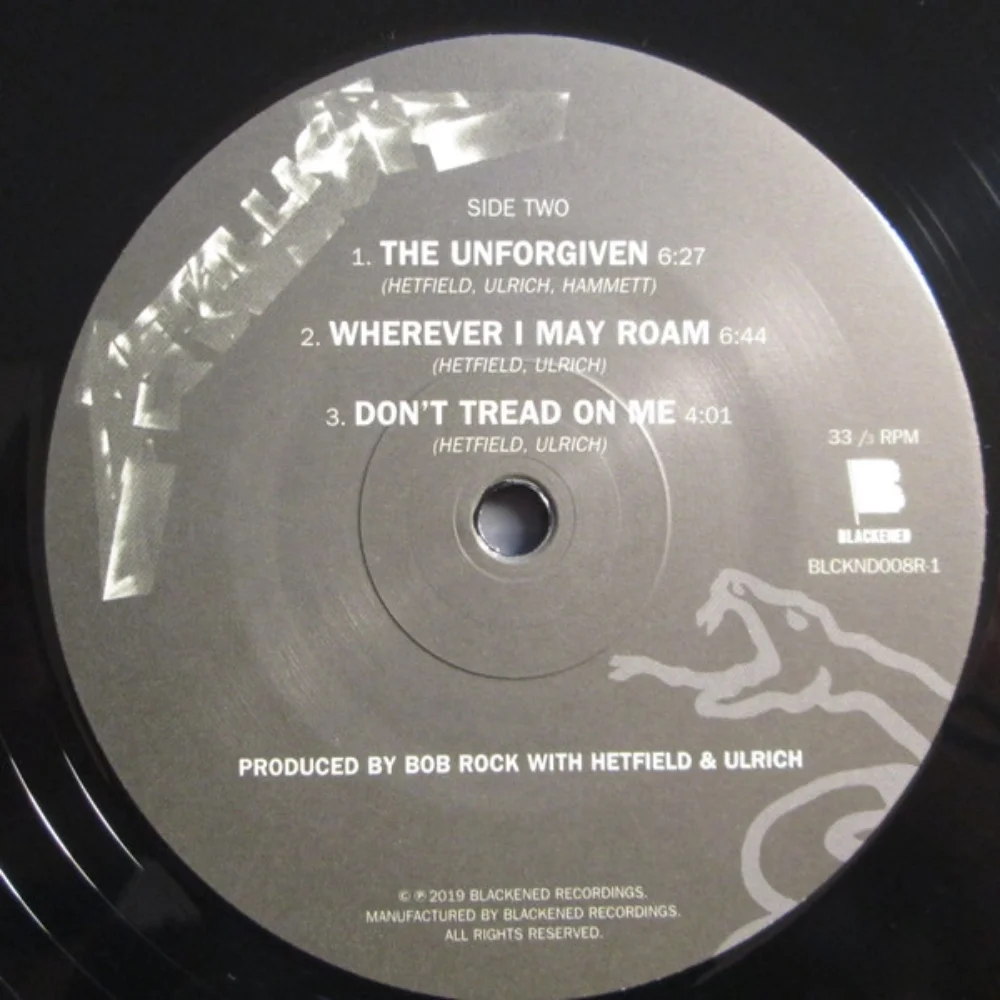 METALLICA
SIDE TWO
1. THE UNFORGIVEN 6:27
(HETFIELD, ULRICH, HAMMETT)
2. WHEREVER I MAY ROAM 6:44
(HETFIELD, ULRICH)
3. DON'T TREAD ON ME 4:01
(HETFIELD, ULRICH)
33 /3 RPM
B
BLACKENED
BLCKND008R-1
PRODUCED BY BOB ROCK WITH HETFIELD & ULRICH
© ℗ 2019 BLACKENED RECORDINGS.
MANUFACTURED BY BLACKENED RECORDINGS.
ALL RIGHTS RESERVED.